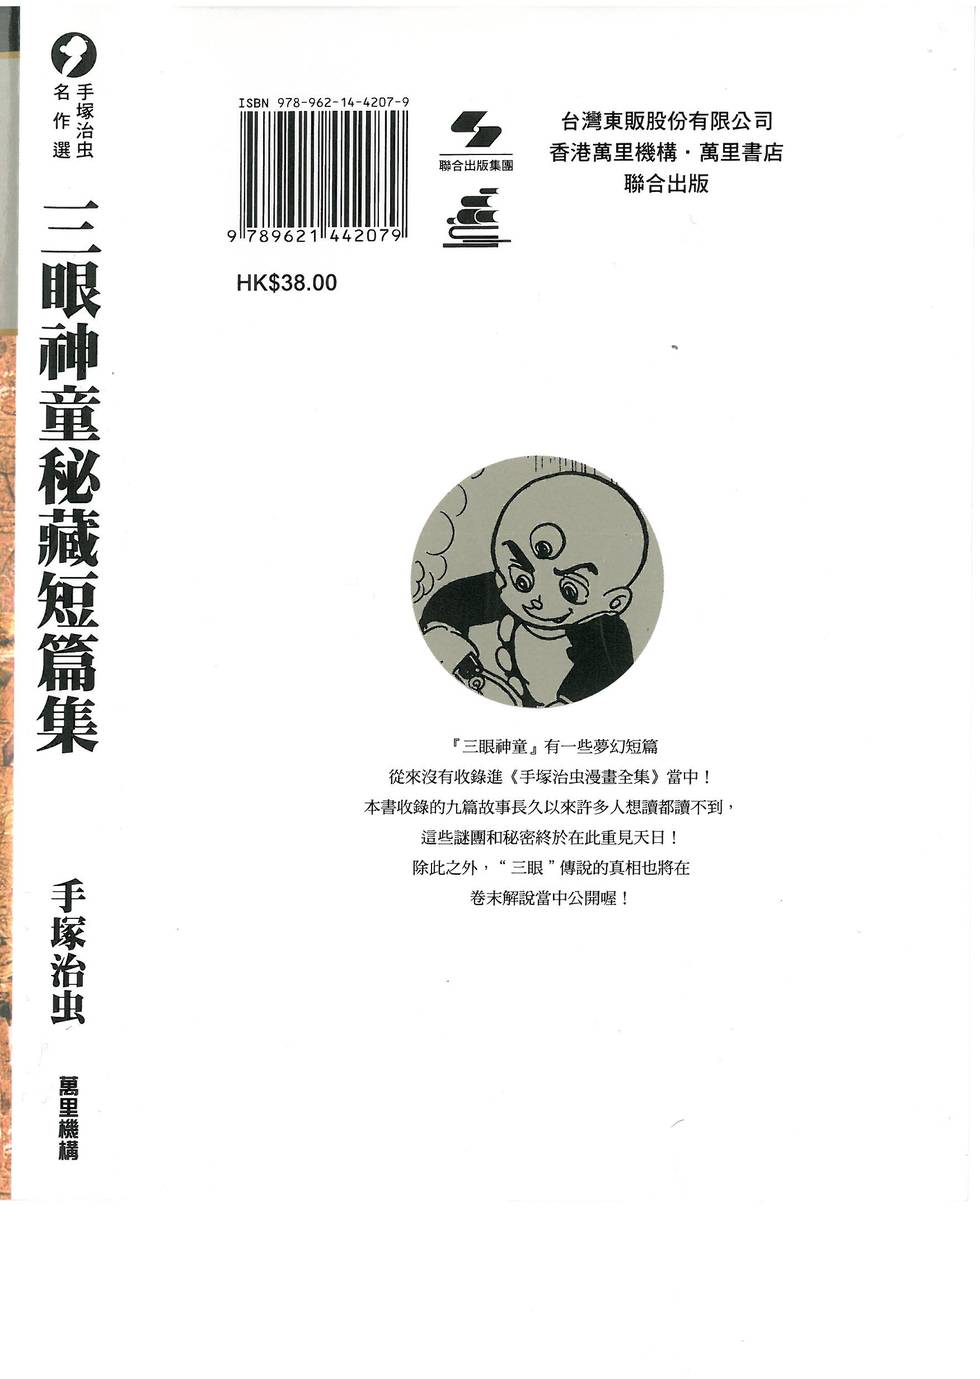 手塚治虫
名作選
三眼神童秘藏短篇集
手塚治虫
萬里機構
ISBN 978-962-14-4207-9
9 789621 442079
HK$38.00
聯合出版集團
台灣東販股份有限公司
香港萬里機構・萬里書店
聯合出版
『三眼神童』有一些夢幻短篇
從來沒有收錄進《手塚治虫漫畫全集》當中！
本書收錄的九篇故事長久以來許多人想讀都讀不到，
這些謎團和秘密終於在此重見天日！
除此之外，“三眼”傳說的真相也將在
卷末解說當中公開喔！